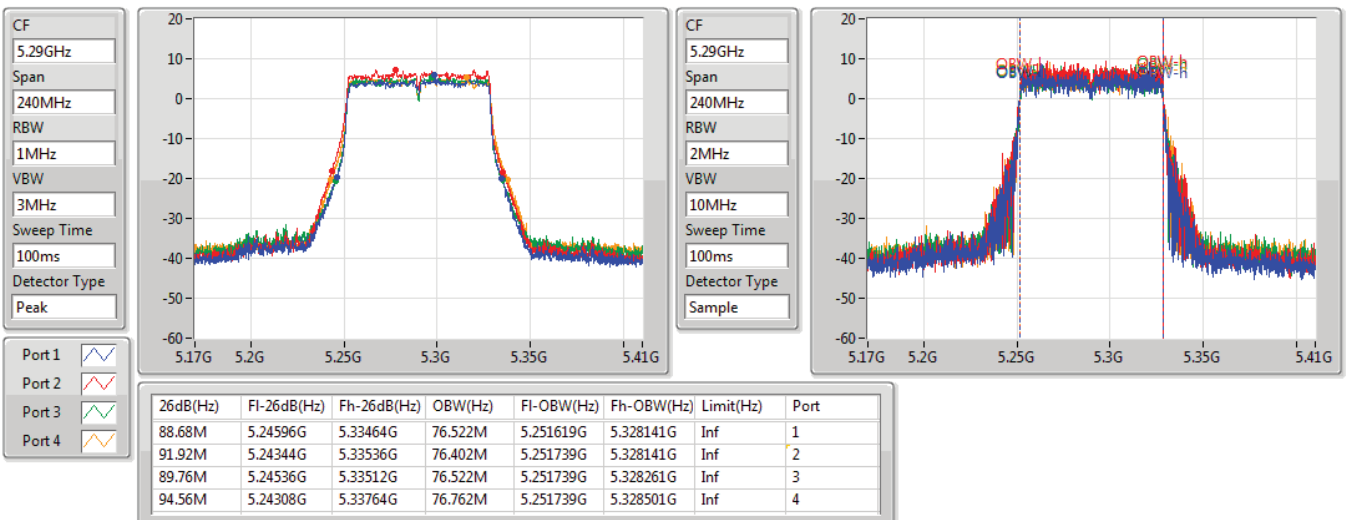 CF
5.29GHz
Span
240MHz
RBW
1MHz
VBW
3MHz
Sweep Time
100ms
Detector Type
Peak
20
10
0
-10
-20
-30
-40
-50
-60
5.17G 5.2G 5.25G 5.3G 5.35G 5.41G
CF
5.29GHz
Span
240MHz
RBW
2MHz
VBW
10MHz
Sweep Time
100ms
Detector Type
Sample
20
10
0
-10
-20
-30
-40
-50
-60
OBW-h
5.17G 5.2G 5.25G 5.3G 5.35G 5.41G
Port 1
Port 2
Port 3
Port 4
26dB(Hz) Fl-26dB(Hz) Fh-26dB(Hz) OBW(Hz) Fl-OBW(Hz) Fh-OBW(Hz) Limit(Hz) Port
88.68M 5.24596G 5.33464G 76.522M 5.251619G 5.328141G Inf 1
91.92M 5.24344G 5.33536G 76.402M 5.251739G 5.328141G Inf 2
89.76M 5.24536G 5.33512G 76.522M 5.251739G 5.328261G Inf 3
94.56M 5.24308G 5.33764G 76.762M 5.251739G 5.328501G Inf 4